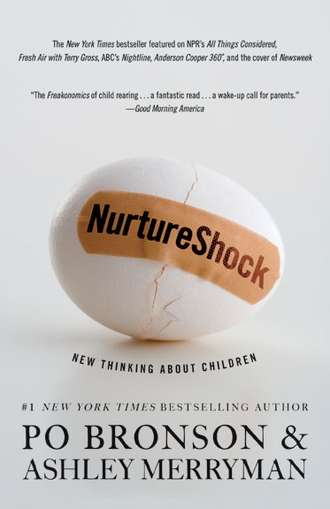 The New York Times bestseller featured on NPR's All Things Considered,
Fresh Air with Terry Gross, ABC's Nightline, Anderson Cooper 360°, and the cover of Newsweek
"The Freakonomics of child rearing . . . a fantastic read . . . a wake-up call for parents."
—Good Morning America
NurtureShock
NEW THINKING ABOUT CHILDREN
#1 NEW YORK TIMES BESTSELLING AUTHOR
PO BRONSON &
ASHLEY MERRYMAN